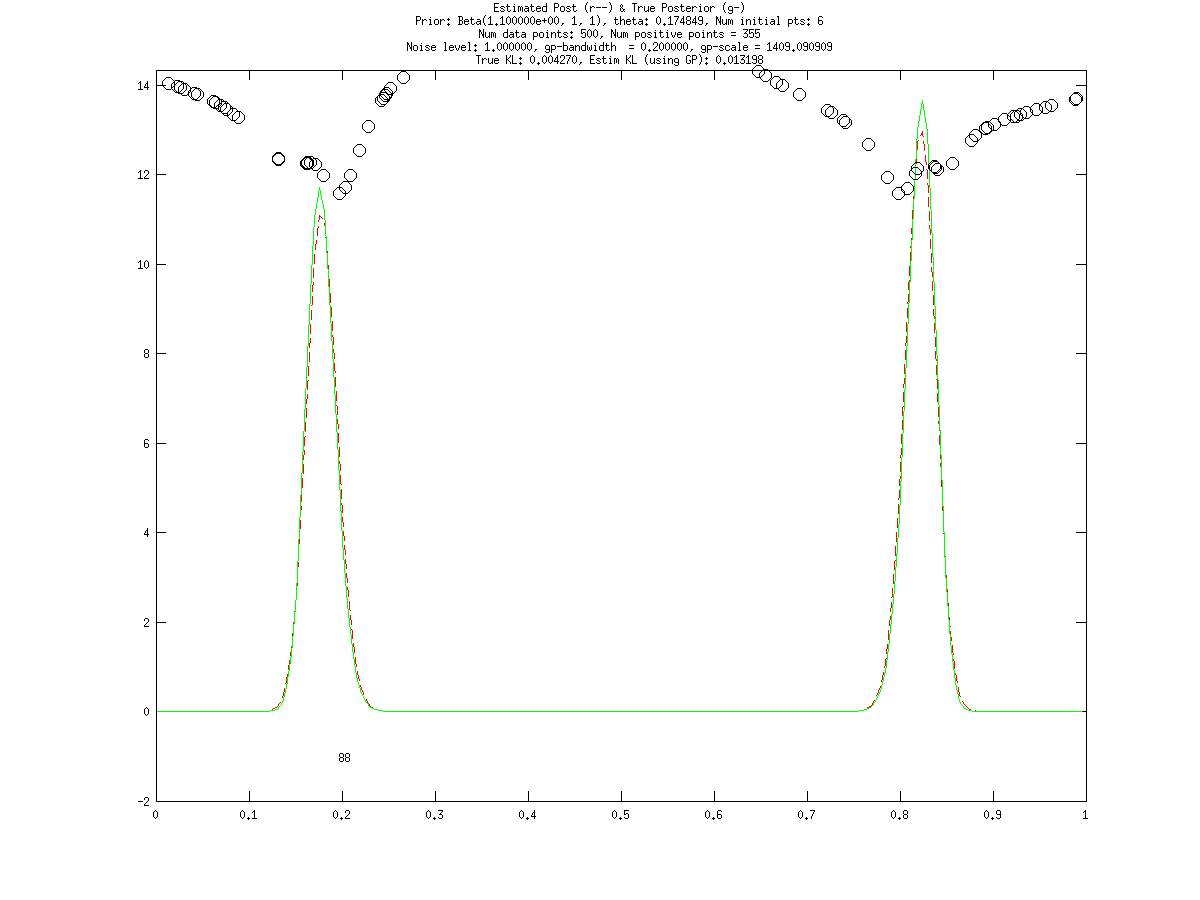 Estimated Post (r--) & True Posterior (g-)
Prior: Beta(1.100000e+00, 1, 1), theta: 0.174849, Num initial pts: 6
Num data points: 500, Num positive points = 355
Noise level: 1.000000, gp-bandwidth  = 0.200000, gp-scale = 1409.090909
True KL: 0.004270, Estim KL (using GP): 0.013198
14
12
10
8
6
4
2
0
88
-2
0 0.1 0.2 0.3 0.4 0.5 0.6 0.7 0.8 0.9 1